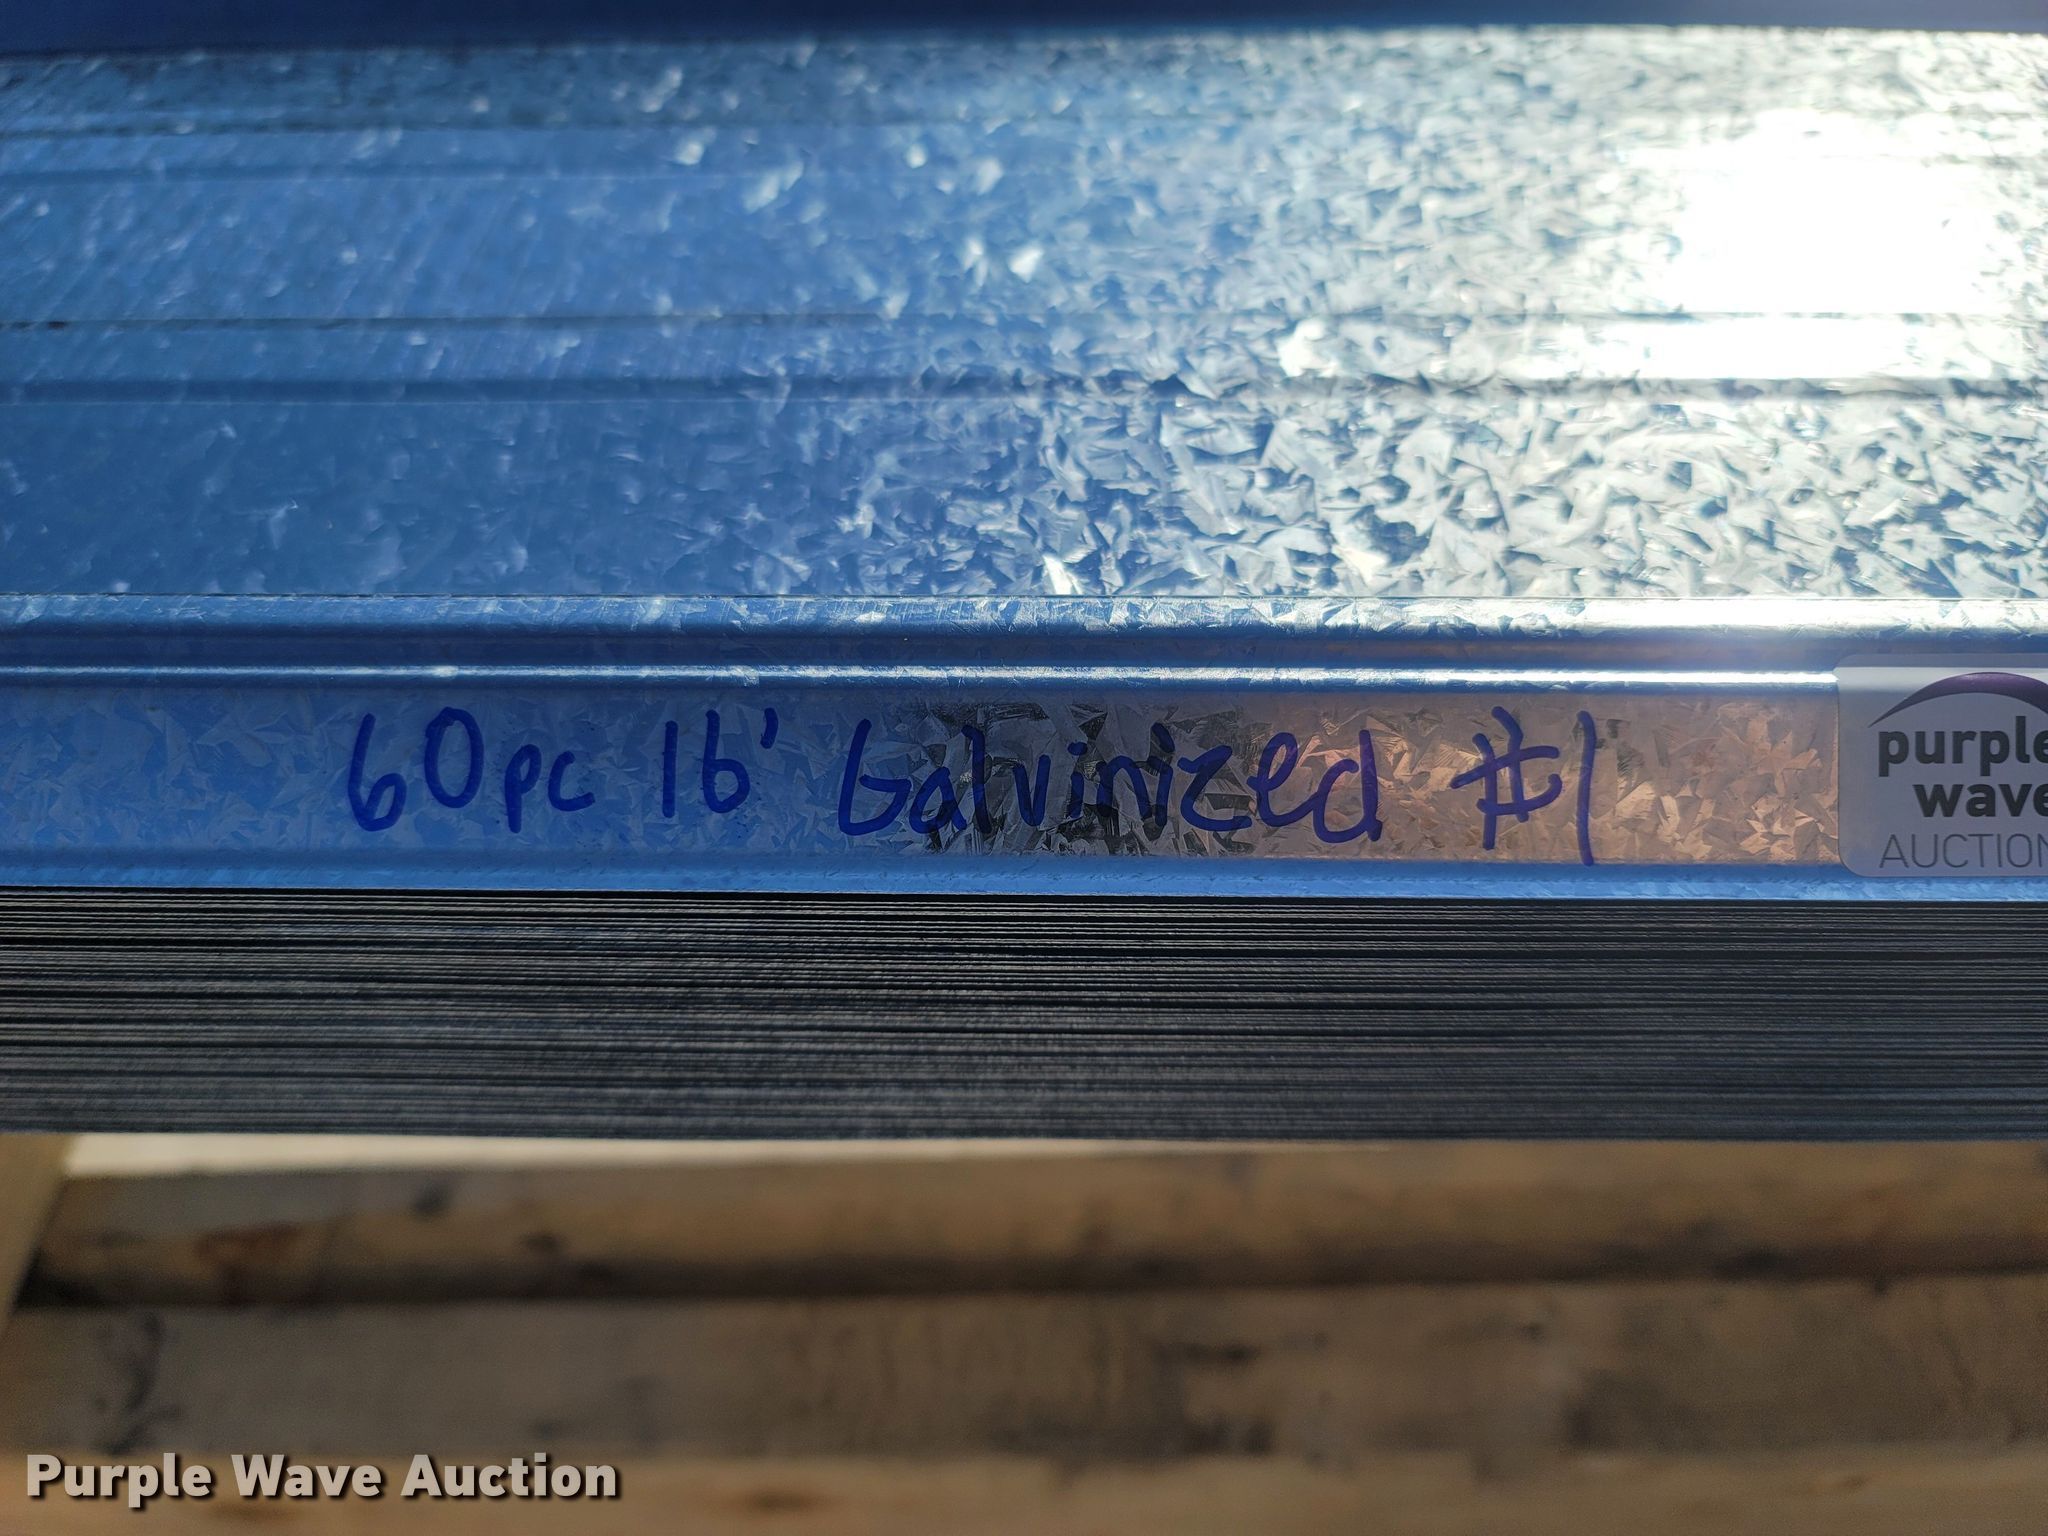 60pc 16' Galvinized #1
purple
wave
AUCTION
Purple Wave Auction